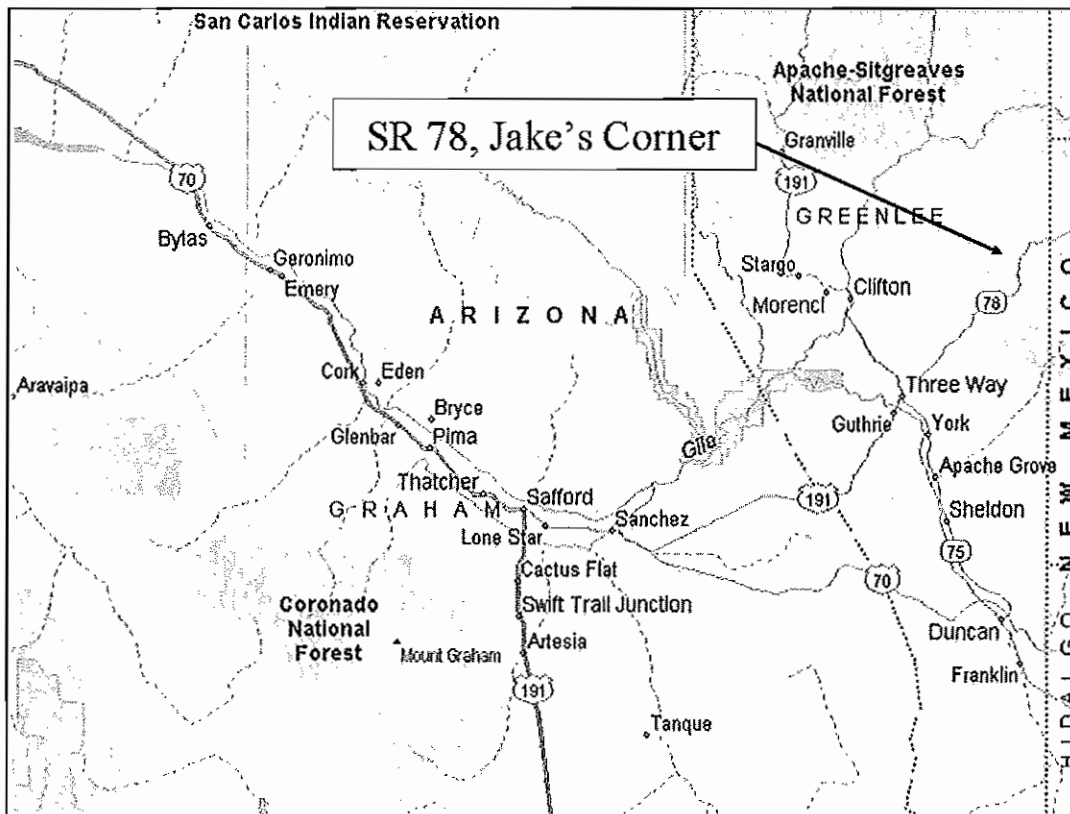 San Carlos Indian Reservation
Apache-Sitgreaves
National Forest
SR 78, Jake's Corner
Granville
191
70
GREENLEE
Bylas
Geronimo
Emery
Stargo
Morenci
Clifton
78
ARIZONA
Aravaipa
Cork
Eden
Bryce
Glenbar
Pima
Three Way
Guthrie
York
Gila
Apache Grove
Thatcher
Safford
GRAHAM
Lone Star
Sanchez
191
Sheldon
75
Cactus Flat
70
Coronado
National
Forest
Swift Trail Junction
Mount Graham
Artesia
Duncan
Franklin
191
Tanque
HIDALGO
NEW MEXICO